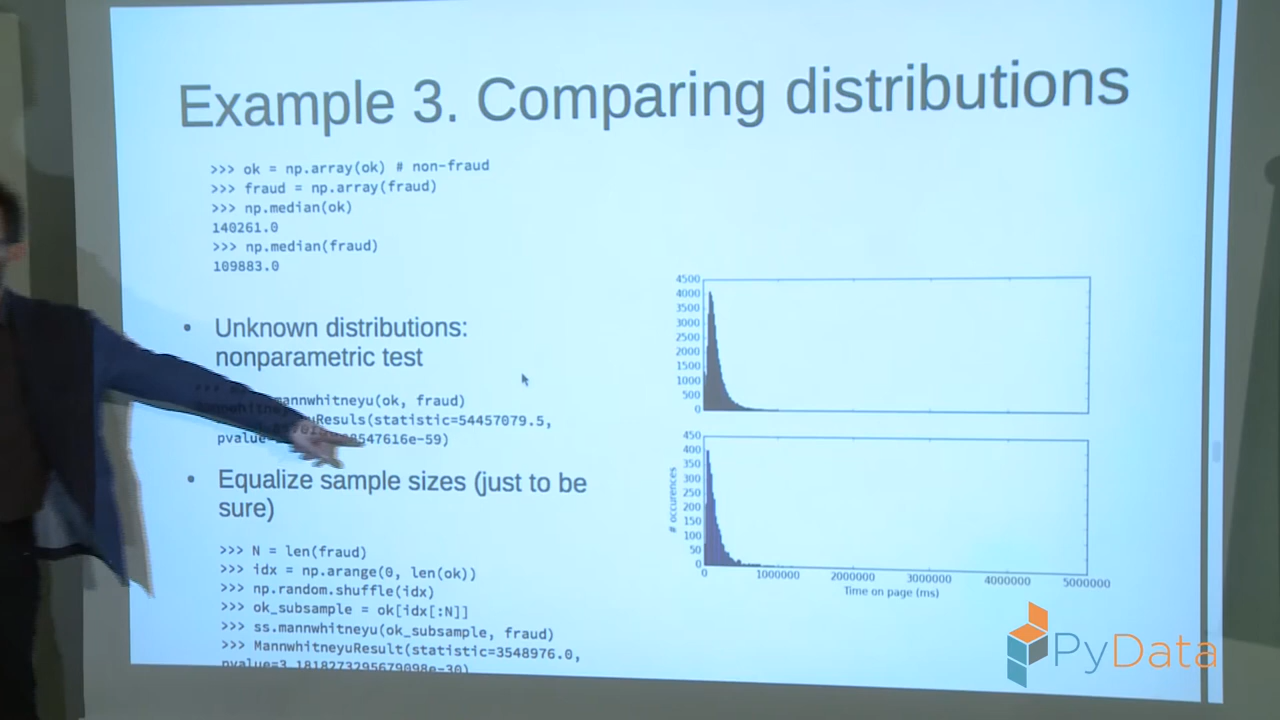 Example 3. Comparing distributions
>>> ok = np.array(ok) # non-fraud
>>> fraud = np.array(fraud)
>>> np.median(ok)
140261.0
>>> np.median(fraud)
109883.0
• Unknown distributions:
nonparametric test
mannwhitneyu(ok, fraud)
(statistic=54457079.5,
pvalue= 8547616e-59)
• Equalize sample sizes (just to be
sure)
>>> N = len(fraud)
>>> idx = np.arange(0, len(ok))
>>> np.random.shuffle(idx)
>>> ok_subsample = ok[idx[:N]]
>>> ss.mannwhitneyu(ok_subsample, fraud)
>>> MannwhitneyuResult(statistic=3548976.0,
pvalue=3.1818273295679098e-30)
4500
4000
3500
3000
2500
2000
1500
1000
500
0
450
400
350
300
250
200
150
100
50
0
# occurences
0 1000000 2000000 3000000 4000000 5000000
Time on page (ms)
PyData